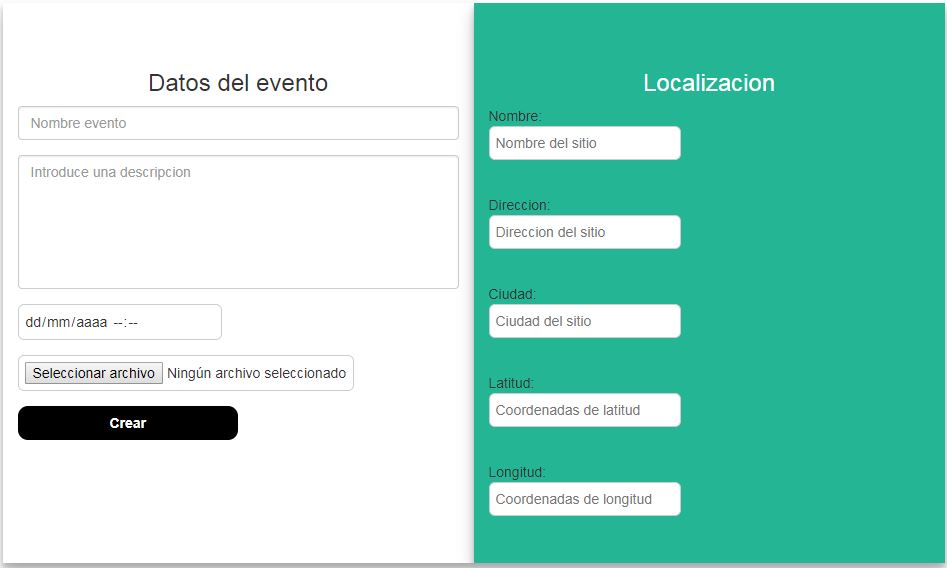 Datos del evento
Nombre evento
Introduce una descripcion
dd/mm/aaaa --:--
Seleccionar archivo Ningún archivo seleccionado
Crear
Localizacion
Nombre:
Nombre del sitio
Direccion:
Direccion del sitio
Ciudad:
Ciudad del sitio
Latitud:
Coordenadas de latitud
Longitud:
Coordenadas de longitud